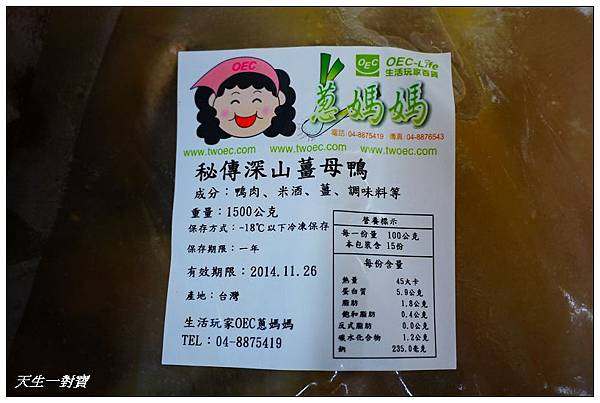 OEC
OEC
OEC-Life
生活玩家百貨
蔥媽媽
電話:04-8875419 傳真:04-8876543
www.twoec.com www.twoec.com www.twoec.com
秘傳深山薑母鴨
成分：鴨肉、米酒、薑、調味料等
重量：1500公克
保存方式：-18℃以下冷凍保存
保存期限：一年
有效期限：2014.11.26
產地：台灣
生活玩家OEC蔥媽媽
TEL：04-8875419
營養標示
每一份量 100公克
本包裝含 15份
每份含量
熱量 45大卡
蛋白質 5.9公克
脂肪 1.8公克
飽和脂肪 0.4公克
反式脂肪 0.0公克
碳水化合物 1.2公克
鈉 235.0毫克
天生一對寶